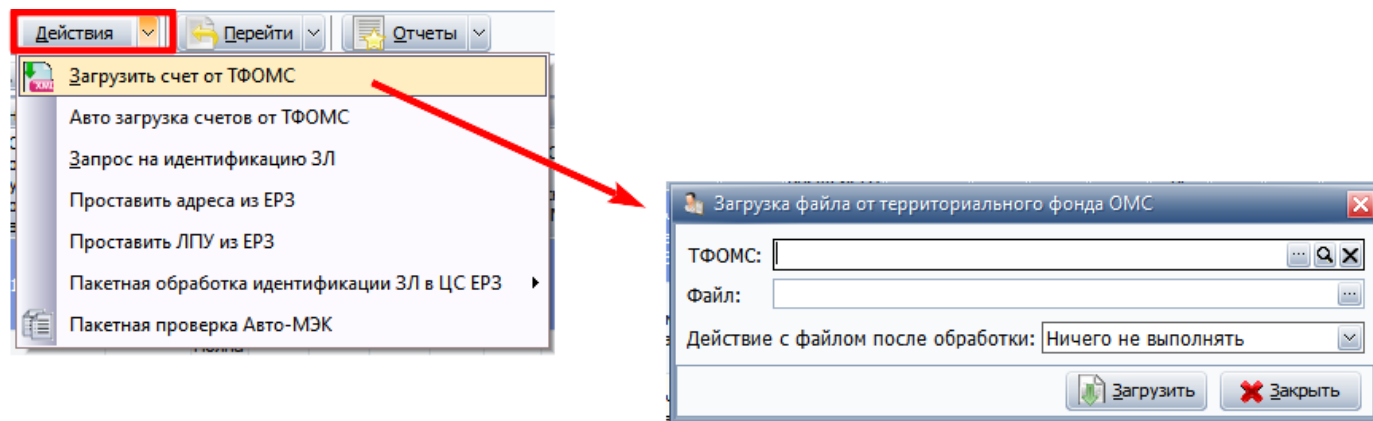 Действия Перейти Отчеты
Загрузить счет от ТФОМС
XML
Авто загрузка счетов от ТФОМС
Запрос на идентификацию ЗЛ
Проставить адреса из ЕРЗ
Проставить ЛПУ из ЕРЗ
Пакетная обработка идентификации ЗЛ в ЦС ЕРЗ
Пакетная проверка Авто-МЭК
Загрузка файла от территориального фонда ОМС
ТФОМС:
Файл:
Действие с файлом после обработки: Ничего не выполнять
Загрузить Закрыть